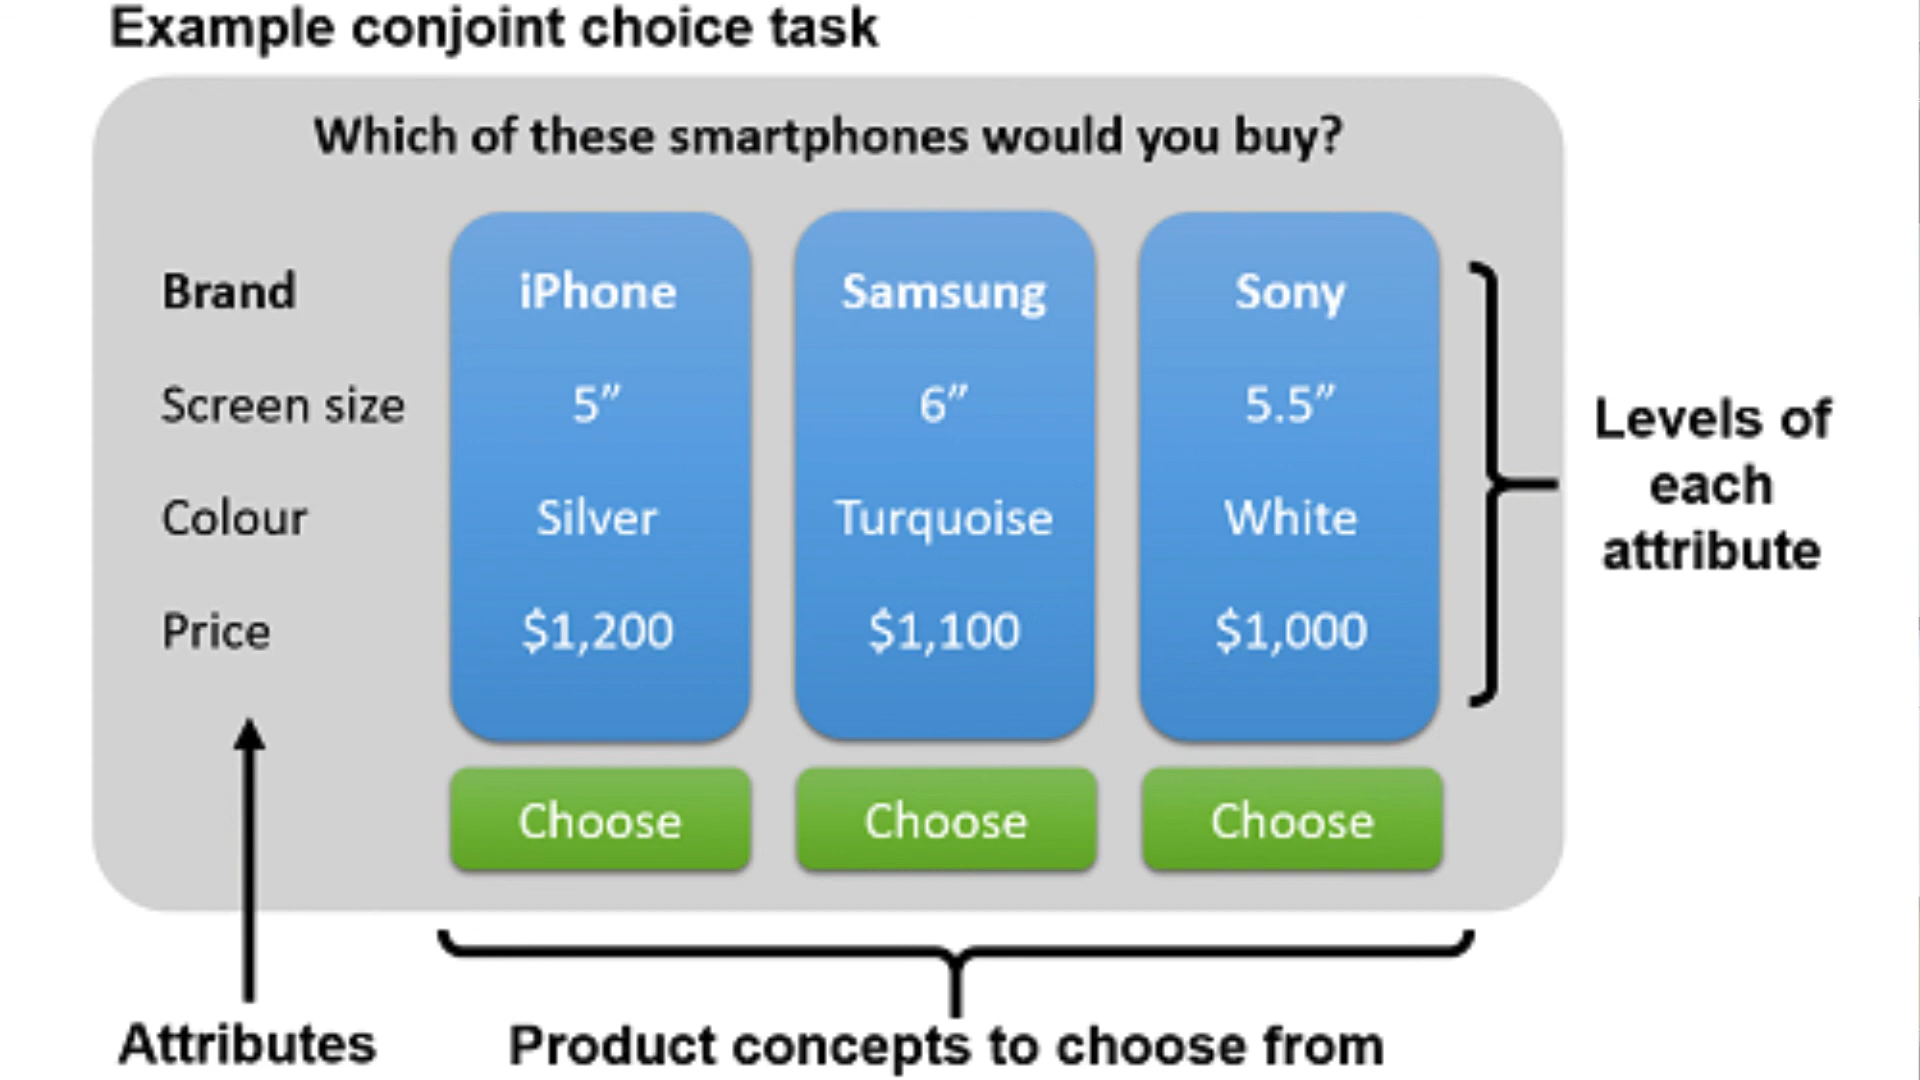 Example conjoint choice task
Which of these smartphones would you buy?
Brand iPhone Samsung Sony
Screen size 5” 6” 5.5”
Colour Silver Turquoise White
Price $1,200 $1,100 $1,000
Choose Choose Choose
Levels of
each
attribute
Attributes
Product concepts to choose from